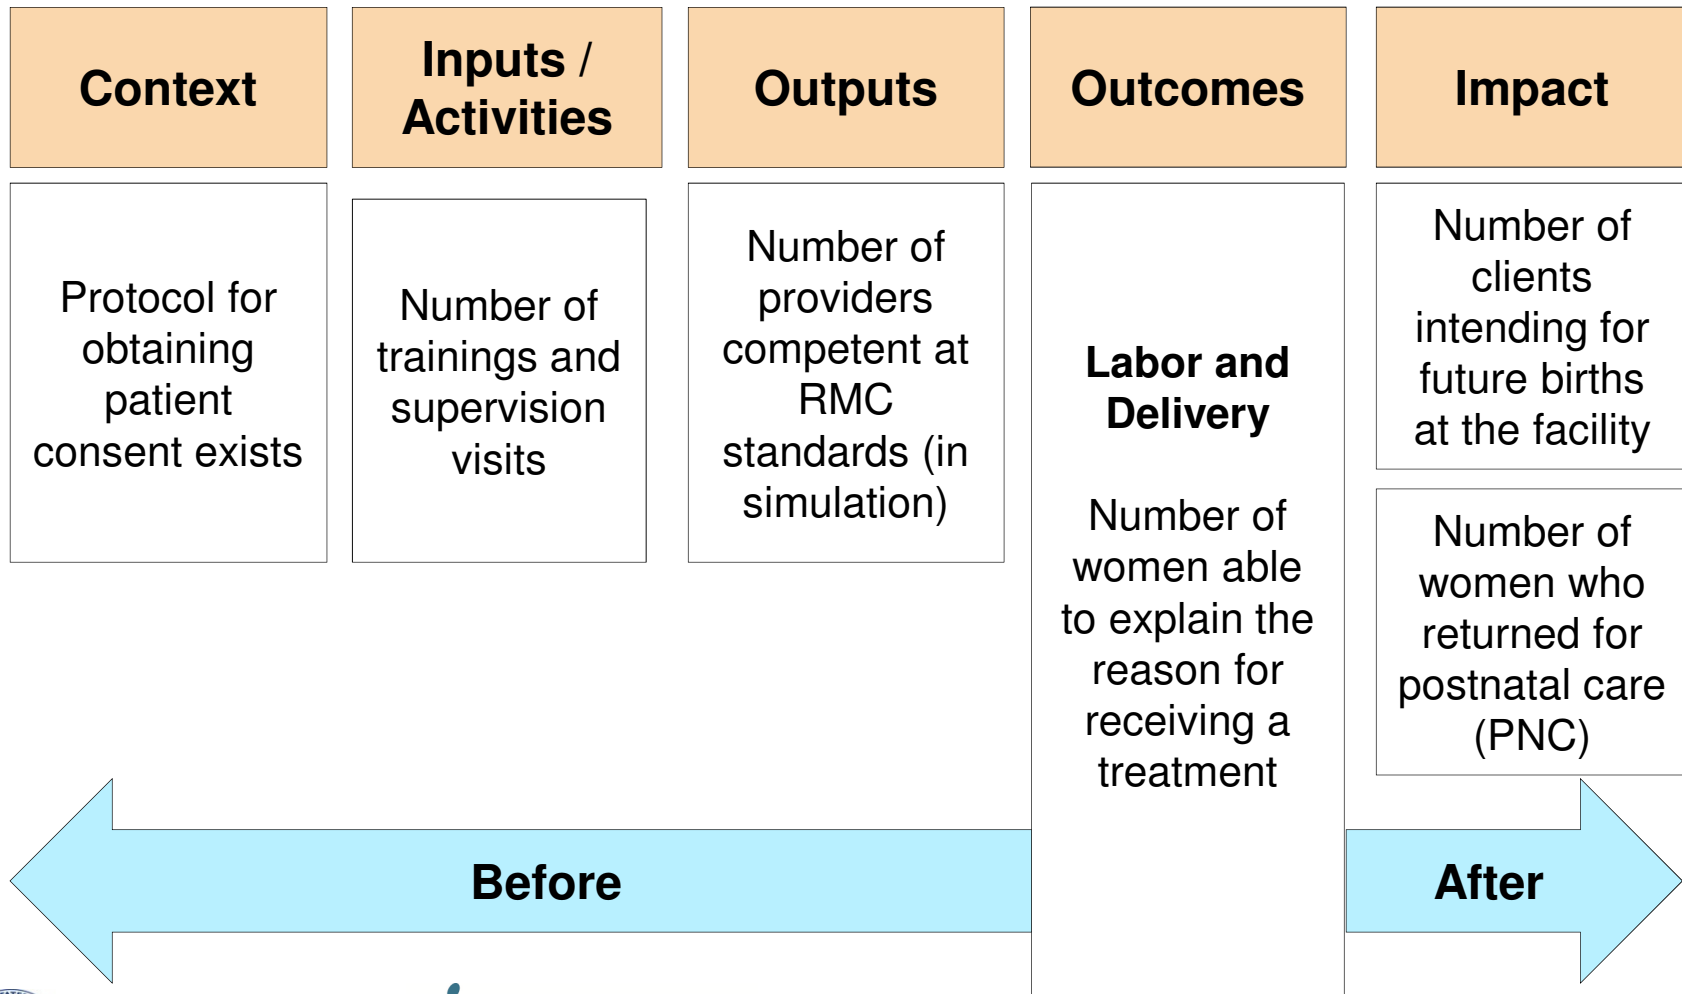 Context
Inputs /
Activities
Outputs
Outcomes
Impact
Protocol for
obtaining
patient
consent exists
Number of
trainings and
supervision
visits
Number of
providers
competent at
RMC
standards (in
simulation)
Labor and
Delivery
Number of
women able
to explain the
reason for
receiving a
treatment
Number of
clients
intending for
future births
at the facility
Number of
women who
returned for
postnatal care
(PNC)
Before
After